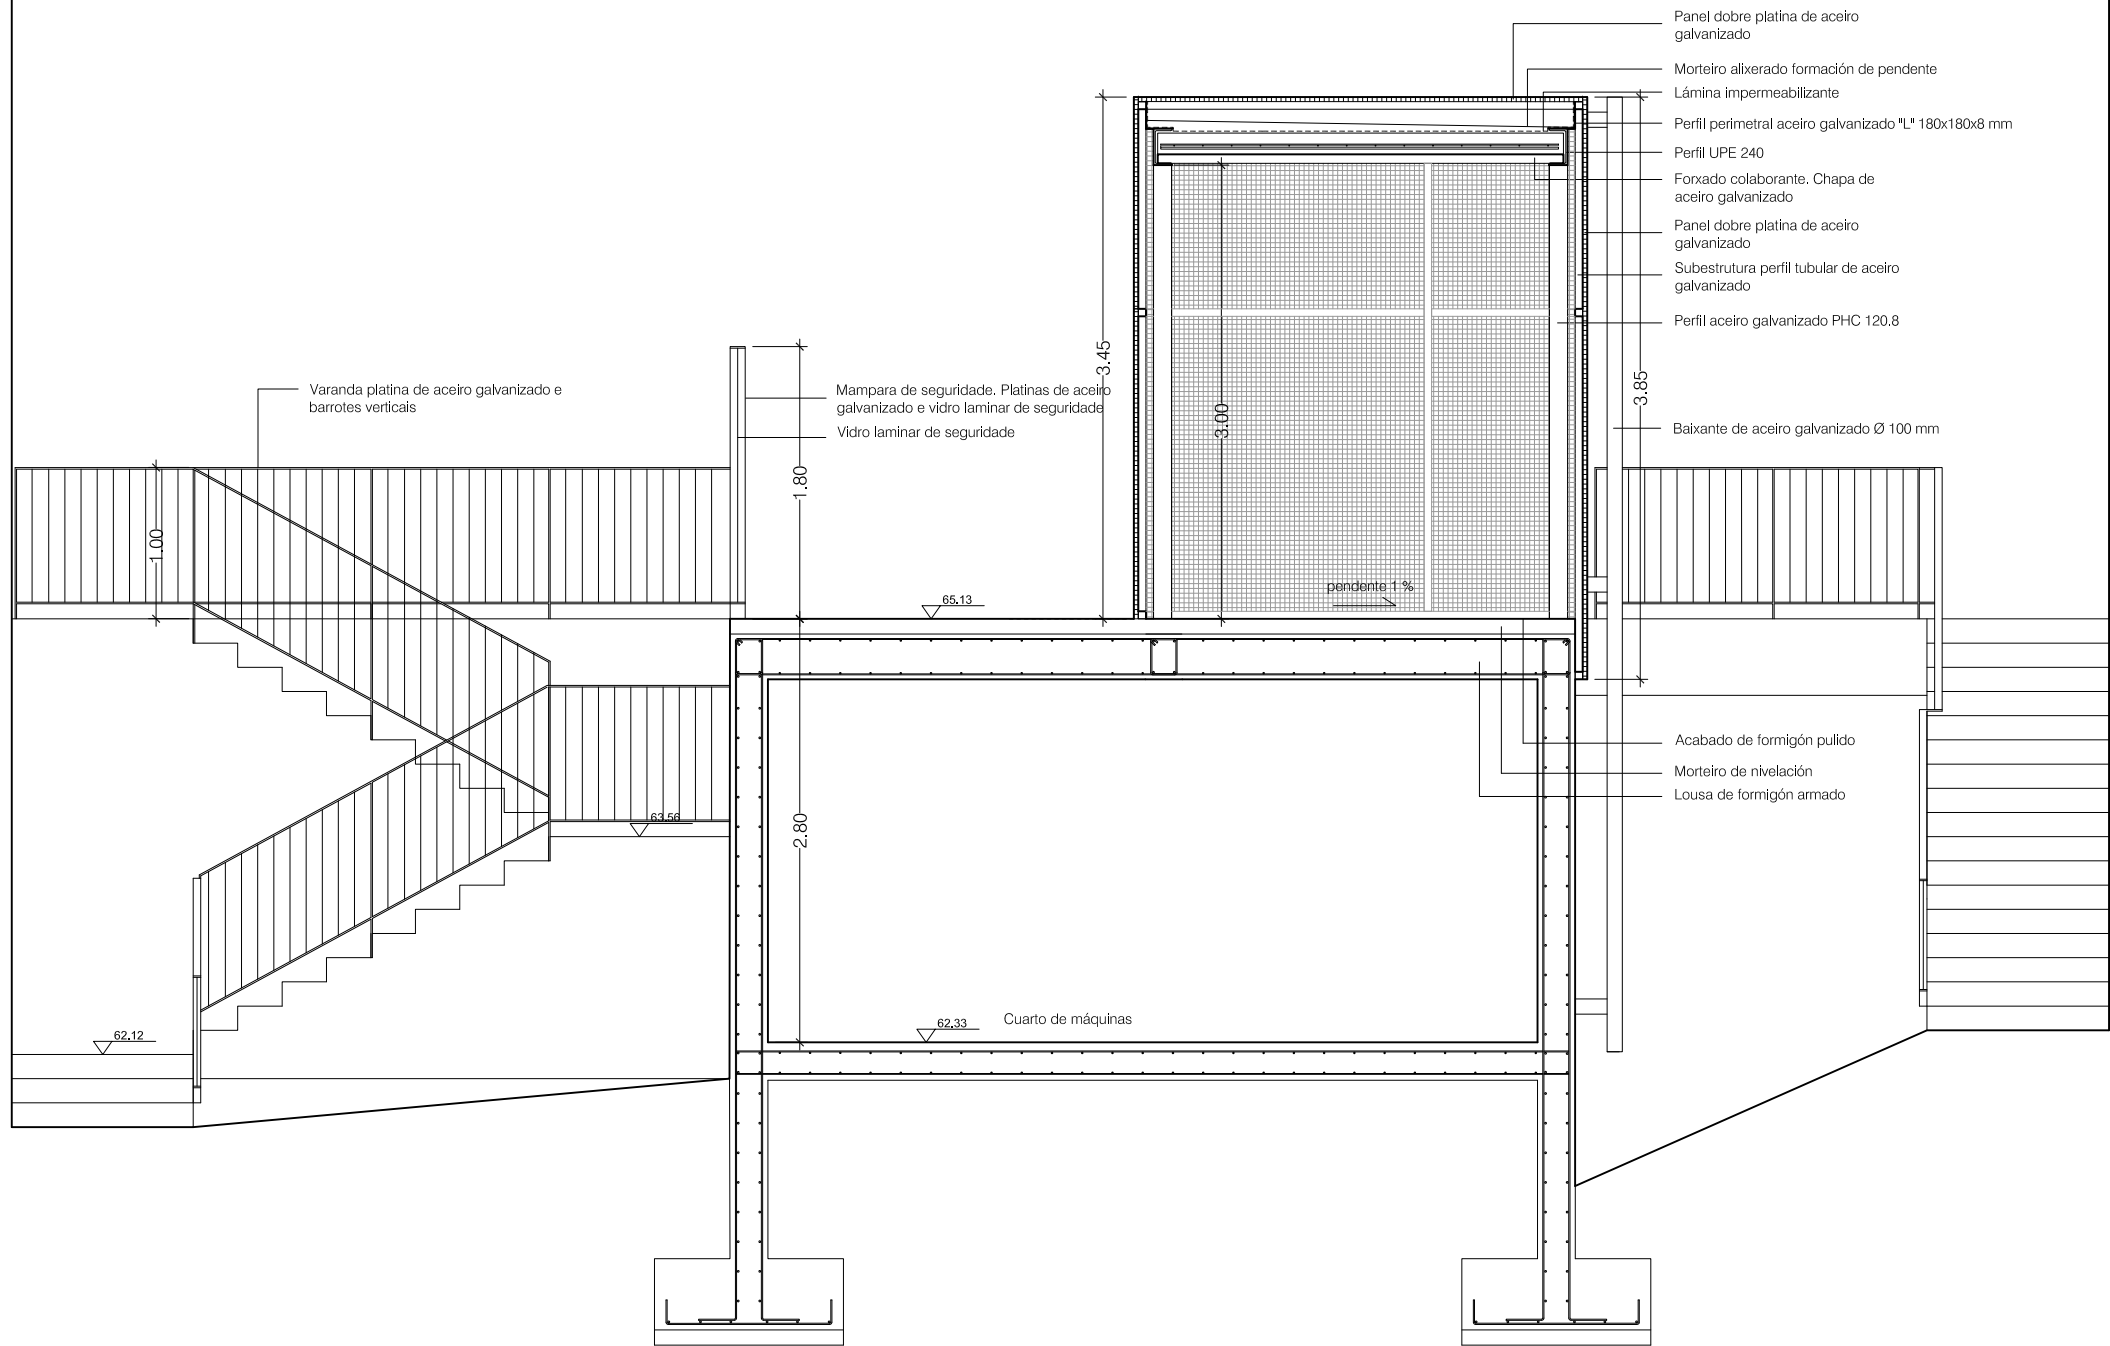 Panel dobre platina de aceiro
galvanizado
Morteiro alixerado formación de pendente
Lámina impermeabilizante
Perfil perimetral aceiro galvanizado "L" 180x180x8 mm
Perfil UPE 240
Forxado colaborante. Chapa de
aceiro galvanizado
Panel dobre platina de aceiro
galvanizado
Subestrutura perfil tubular de aceiro
galvanizado
Perfil aceiro galvanizado PHC 120.8
3.45
3.85
3.00
Varanda platina de aceiro galvanizado e
barrotes verticais
Mampara de seguridade. Platinas de aceiro
galvanizado e vidro laminar de seguridade
Vidro laminar de seguridade
Baixante de aceiro galvanizado Ø 100 mm
1.80
1.00
pendente 1 %
65.13
Acabado de formigón pulido
Morteiro de nivelación
Lousa de formigón armado
63.56
2.80
Cuarto de máquinas
62.33
62.12